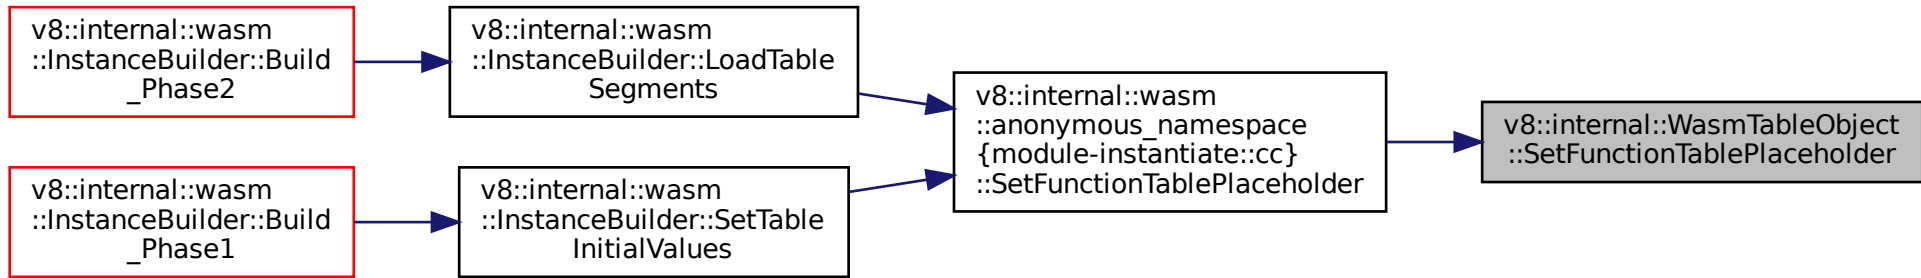 v8::internal::wasm
::InstanceBuilder::Build
_Phase2
v8::internal::wasm
::InstanceBuilder::LoadTable
Segments
v8::internal::wasm
::anonymous_namespace
{module-instantiate::cc}
::SetFunctionTablePlaceholder
v8::internal::WasmTableObject
::SetFunctionTablePlaceholder
v8::internal::wasm
::InstanceBuilder::Build
_Phase1
v8::internal::wasm
::InstanceBuilder::SetTable
InitialValues